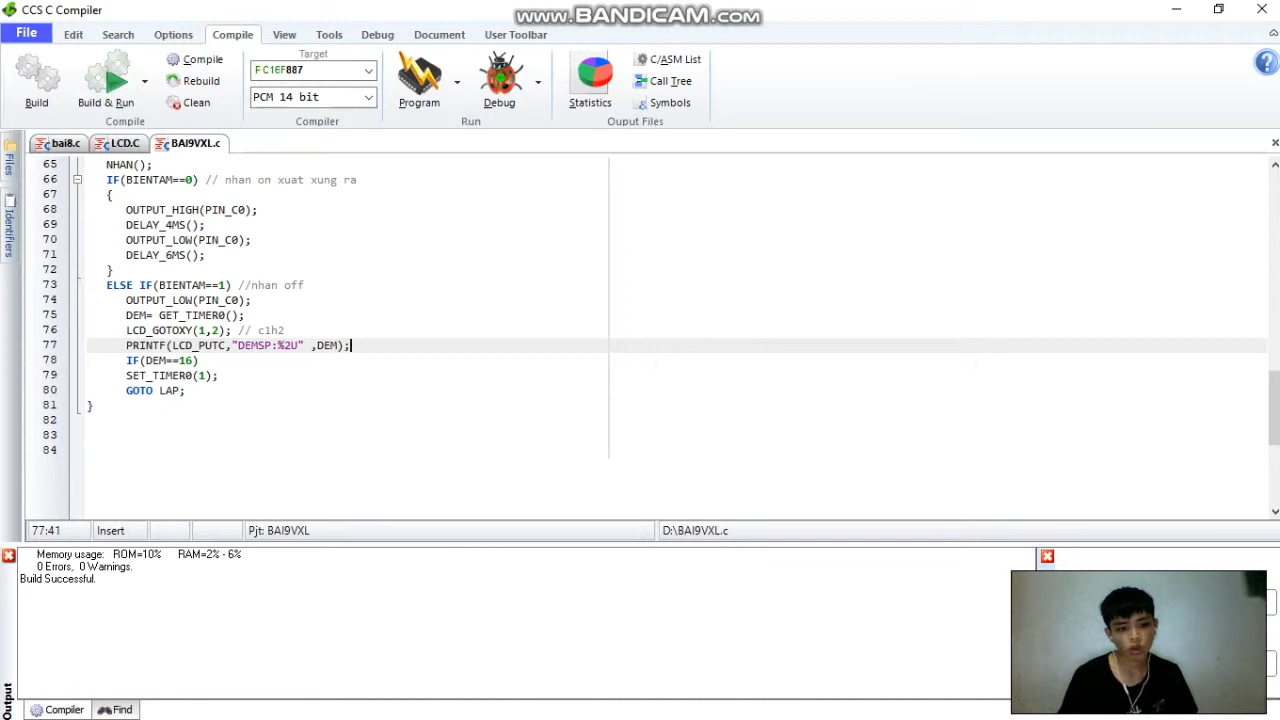 CCS C Compiler
www.BANDICAM.com
File Edit Search Options Compile View Tools Debug Document User Toolbar
Build
Build & Run
Compile
Rebuild
Clean
Compile
Target
PIC16F887
PCM 14 bit
Compiler
Program
Debug
Run
Statistics
C/ASM List
Call Tree
Symbols
Ouput Files
bai8.c LCD.C BAI9VXL.c
Files
Identifiers
65 NHAN();
66 IF(BIENTAM==0) // nhan on xuat xung ra
67 {
68 OUTPUT_HIGH(PIN_C0);
69 DELAY_4MS();
70 OUTPUT_LOW(PIN_C0);
71 DELAY_6MS();
72 }
73 ELSE IF(BIENTAM==1) //nhan off
74 OUTPUT_LOW(PIN_C0);
75 DEM= GET_TIMER0();
76 LCD_GOTOXY(1,2); // c1h2
77 PRINTF(LCD_PUTC,"DEMSP:%2U" ,DEM);
78 IF(DEM==16)
79 SET_TIMER0(1);
80 GOTO LAP;
81 }
82
83
84
77:41 Insert Pjt: BAI9VXL D:\BAI9VXL.c
Memory usage: ROM=10% RAM=2% - 6%
0 Errors, 0 Warnings.
Build Successful.
Output
Compiler Find